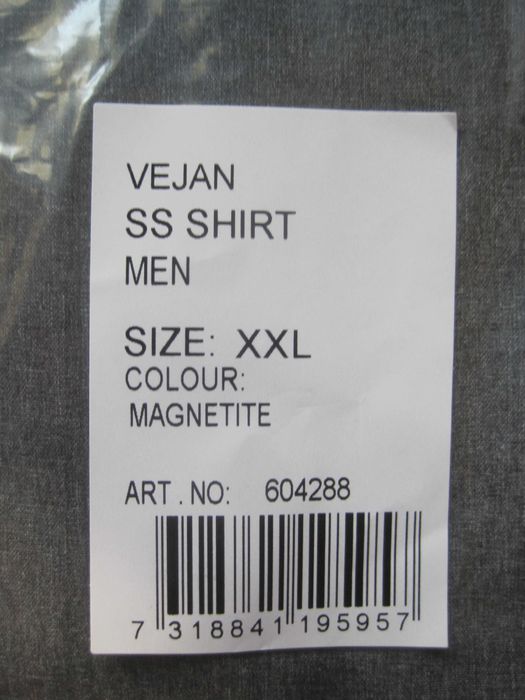 VEJAN
SS SHIRT
MEN
SIZE: XXL
COLOUR:
MAGNETITE
ART . NO: 604288
7 318841 195957